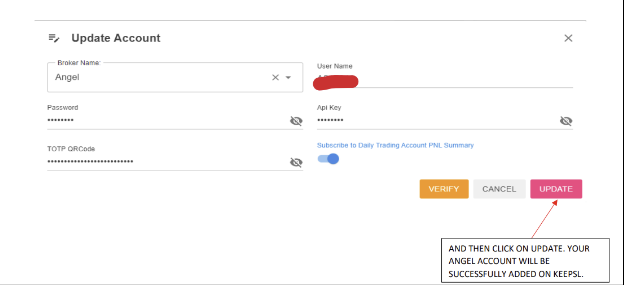 Update Account
Broker Name:
Angel
User Name
Password
••••••••
Api Key
••••••••
TOTP QRCode
••••••••••••••••••••••••••
Subscribe to Daily Trading Account PNL Summary
VERIFY
CANCEL
UPDATE
AND THEN CLICK ON UPDATE. YOUR
ANGEL ACCOUNT WILL BE
SUCCESSFULLY ADDED ON KEEPSL.